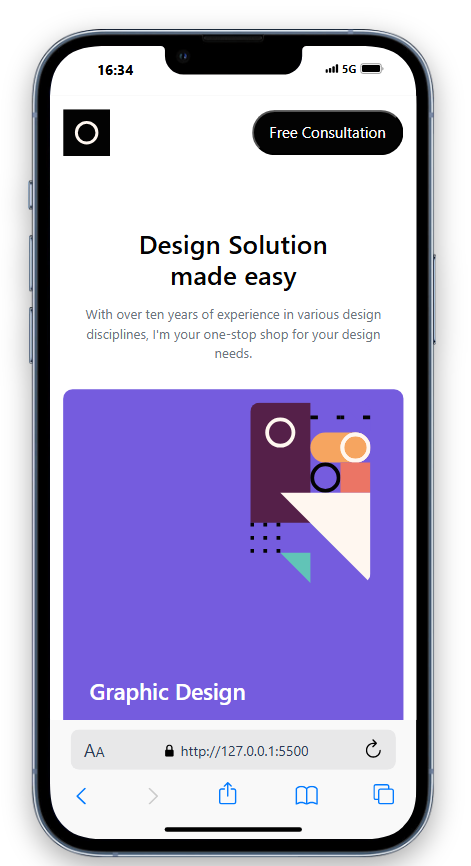 16:34
5G
Free Consultation
Design Solution
made easy
With over ten years of experience in various design
disciplines, I'm your one-stop shop for your design
needs.
Graphic Design
AA
http://127.0.0.1:5500